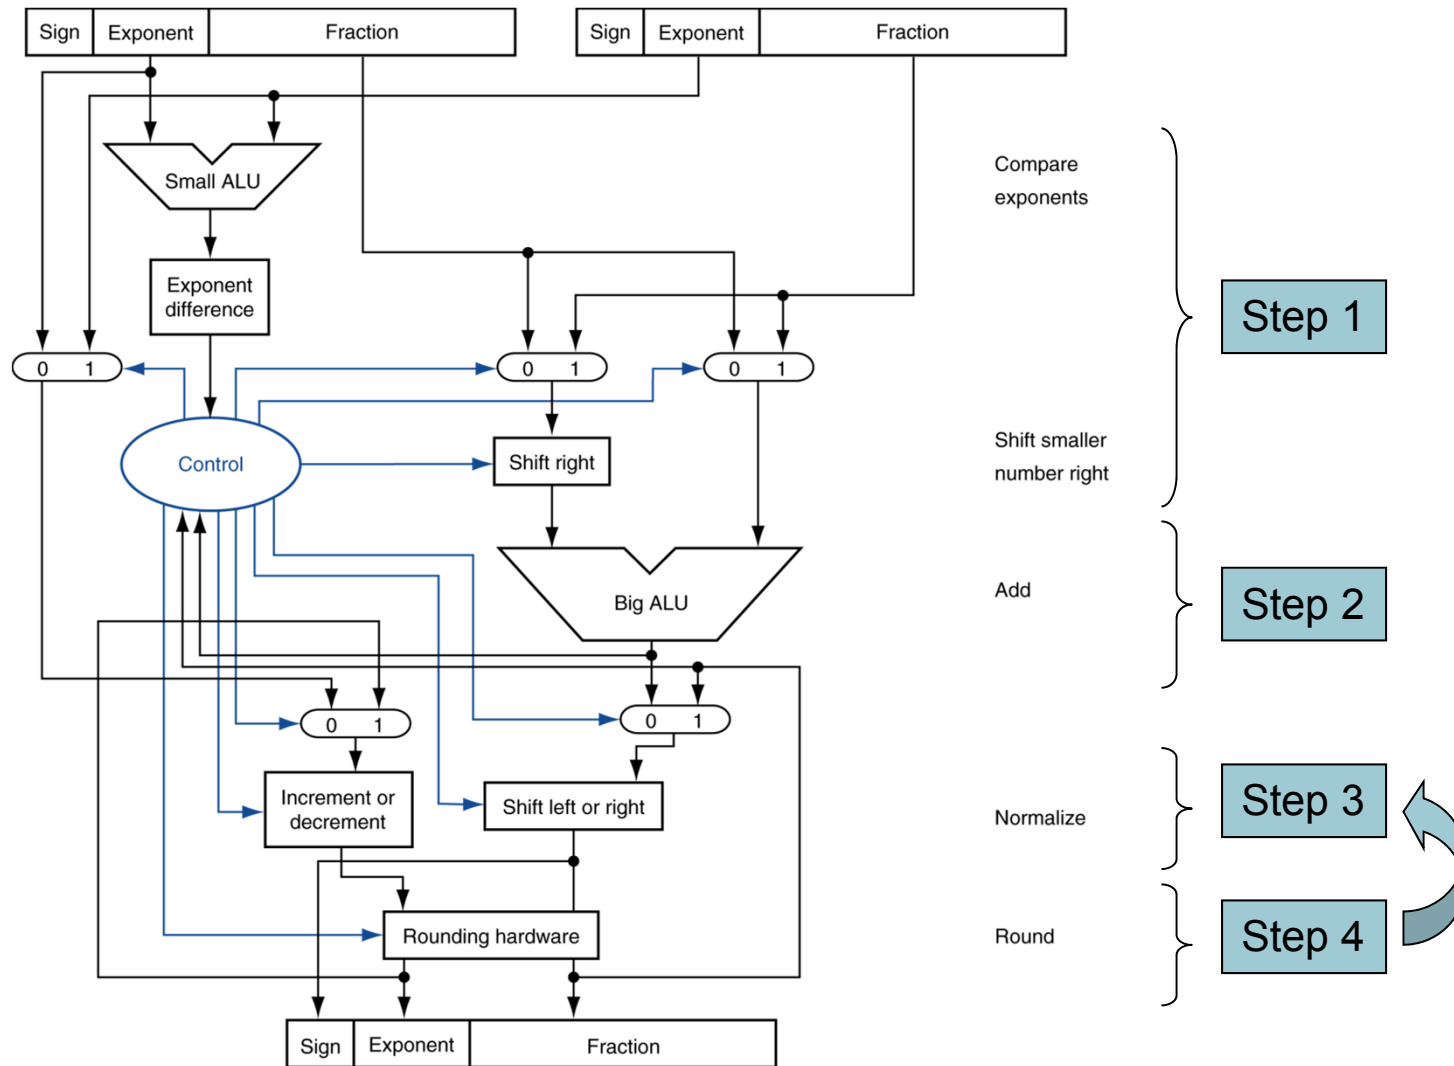 Sign Exponent Fraction
Sign Exponent Fraction
Small ALU
Compare
exponents
Step 1
Exponent
difference
0 1
0 1
0 1
Control
Shift right
Shift smaller
number right
Big ALU
Add
Step 2
0 1
0 1
Increment or
decrement
Shift left or right
Normalize
Step 3
Rounding hardware
Round
Step 4
Sign Exponent Fraction